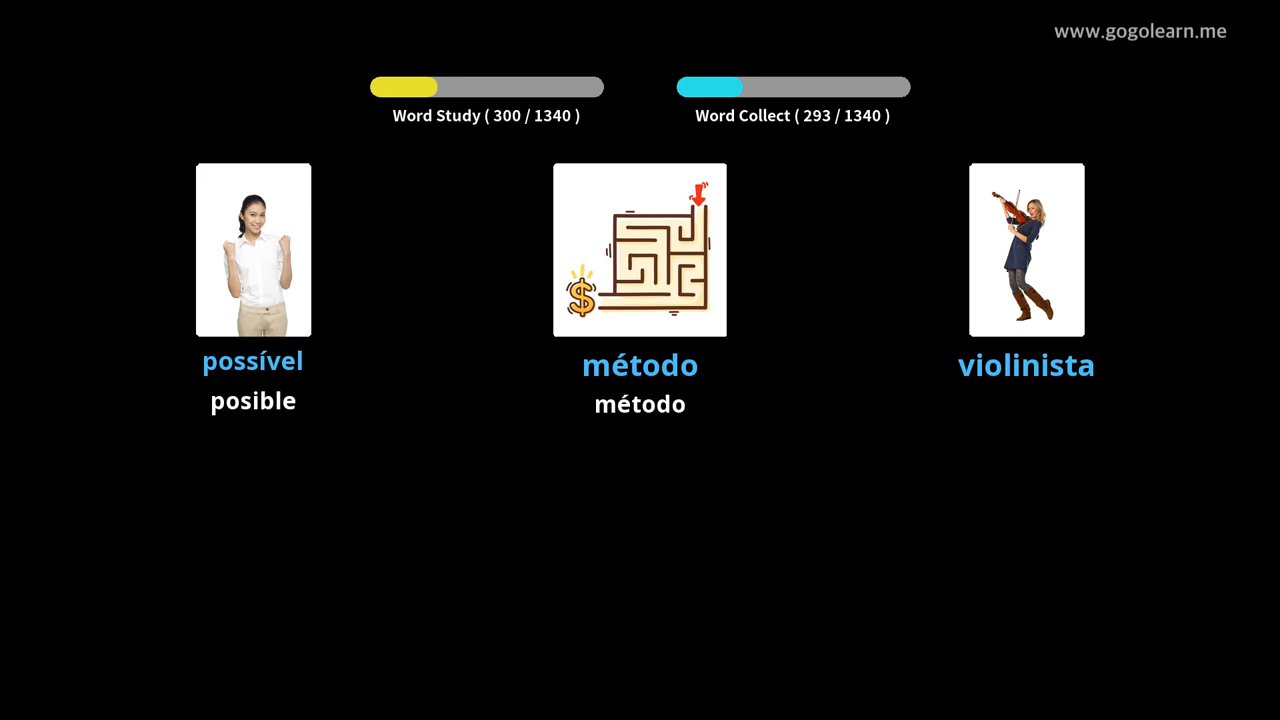 www.gogolearn.me
Word Study ( 300 / 1340 )
Word Collect ( 293 / 1340 )
possível
posible
método
método
violinista